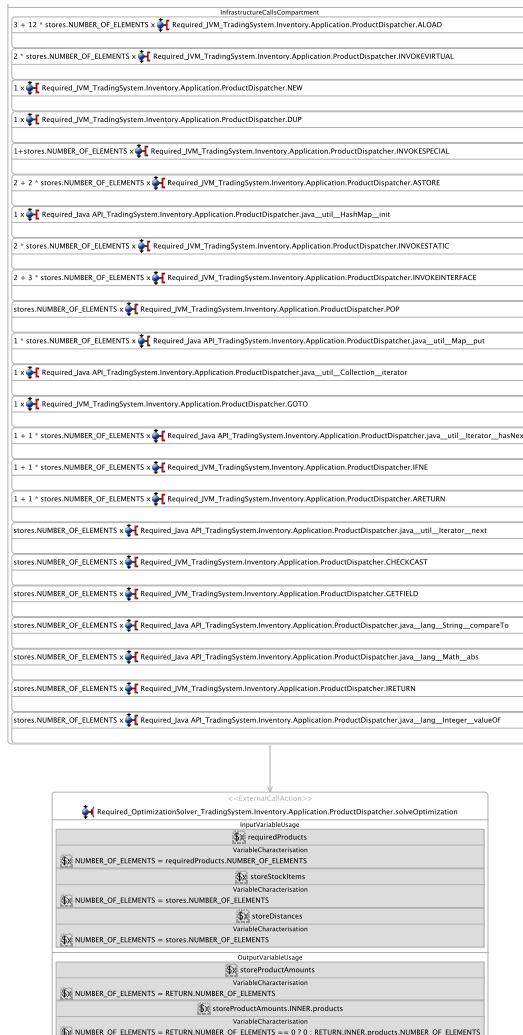 InfrastructureCallsCompartment
3 + 12 * stores.NUMBER_OF_ELEMENTS x Required_JVM_TradingSystem.Inventory.Application.ProductDispatcher.ALOAD
2 * stores.NUMBER_OF_ELEMENTS x Required_JVM_TradingSystem.Inventory.Application.ProductDispatcher.INVOKEVIRTUAL
1 x Required_JVM_TradingSystem.Inventory.Application.ProductDispatcher.NEW
1 x Required_JVM_TradingSystem.Inventory.Application.ProductDispatcher.DUP
1+stores.NUMBER_OF_ELEMENTS x Required_JVM_TradingSystem.Inventory.Application.ProductDispatcher.INVOKESPECIAL
2 + 2 * stores.NUMBER_OF_ELEMENTS x Required_JVM_TradingSystem.Inventory.Application.ProductDispatcher.ASTORE
1 x Required_Java API_TradingSystem.Inventory.Application.ProductDispatcher.java__util__HashMap__init
2 * stores.NUMBER_OF_ELEMENTS x Required_JVM_TradingSystem.Inventory.Application.ProductDispatcher.INVOKESTATIC
2 + 3 * stores.NUMBER_OF_ELEMENTS x Required_JVM_TradingSystem.Inventory.Application.ProductDispatcher.INVOKEINTERFACE
stores.NUMBER_OF_ELEMENTS x Required_JVM_TradingSystem.Inventory.Application.ProductDispatcher.POP
1 * stores.NUMBER_OF_ELEMENTS x Required_Java API_TradingSystem.Inventory.Application.ProductDispatcher.java__util__Map__put
1 x Required_Java API_TradingSystem.Inventory.Application.ProductDispatcher.java__util__Collection__iterator
1 x Required_JVM_TradingSystem.Inventory.Application.ProductDispatcher.GOTO
1 + 1 * stores.NUMBER_OF_ELEMENTS x Required_Java API_TradingSystem.Inventory.Application.ProductDispatcher.java__util__Iterator__hasNex
1 + 1 * stores.NUMBER_OF_ELEMENTS x Required_JVM_TradingSystem.Inventory.Application.ProductDispatcher.IFNE
1 + 1 * stores.NUMBER_OF_ELEMENTS x Required_JVM_TradingSystem.Inventory.Application.ProductDispatcher.ARETURN
stores.NUMBER_OF_ELEMENTS x Required_Java API_TradingSystem.Inventory.Application.ProductDispatcher.java__util__Iterator__next
stores.NUMBER_OF_ELEMENTS x Required_JVM_TradingSystem.Inventory.Application.ProductDispatcher.CHECKCAST
stores.NUMBER_OF_ELEMENTS x Required_JVM_TradingSystem.Inventory.Application.ProductDispatcher.GETFIELD
stores.NUMBER_OF_ELEMENTS x Required_Java API_TradingSystem.Inventory.Application.ProductDispatcher.java__lang__String__compareTo
stores.NUMBER_OF_ELEMENTS x Required_Java API_TradingSystem.Inventory.Application.ProductDispatcher.java__lang__Math__abs
stores.NUMBER_OF_ELEMENTS x Required_JVM_TradingSystem.Inventory.Application.ProductDispatcher.IRETURN
stores.NUMBER_OF_ELEMENTS x Required_Java API_TradingSystem.Inventory.Application.ProductDispatcher.java__lang__Integer__valueOf
<<ExternalCallAction>>
Required_OptimizationSolver_TradingSystem.Inventory.Application.ProductDispatcher.solveOptimization
InputVariableUsage
requiredProducts
VariableCharacterisation
NUMBER_OF_ELEMENTS = requiredProducts.NUMBER_OF_ELEMENTS
storeStockItems
VariableCharacterisation
NUMBER_OF_ELEMENTS = stores.NUMBER_OF_ELEMENTS
storeDistances
VariableCharacterisation
NUMBER_OF_ELEMENTS = stores.NUMBER_OF_ELEMENTS
OutputVariableUsage
storeProductAmounts
VariableCharacterisation
NUMBER_OF_ELEMENTS = RETURN.NUMBER_OF_ELEMENTS
storeProductAmounts.INNER.products
VariableCharacterisation
NUMBER_OF_ELEMENTS = RETURN.NUMBER_OF_ELEMENTS == 0 ? 0 : RETURN.INNER.products.NUMBER_OF_ELEMENTS